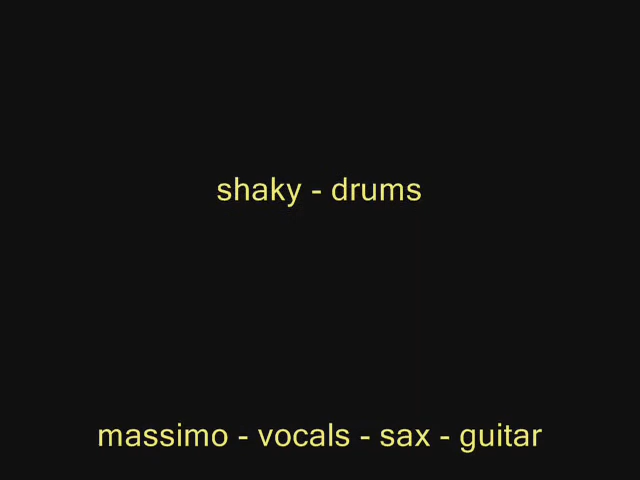 shaky - drums
massimo - vocals - sax - guitar